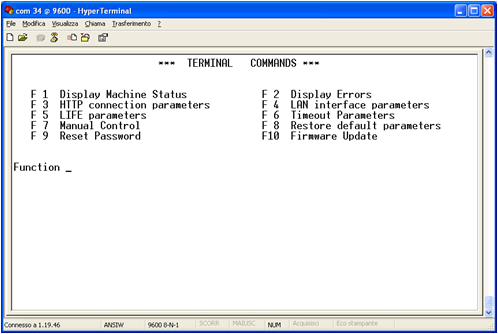 com 34 @ 9600 - HyperTerminal
File Modifica Visualizza Chiama Trasferimento ?
*** TERMINAL COMMANDS ***
F 1 Display Machine Status F 2 Display Errors
F 3 HTTP connection parameters F 4 LAN interface parameters
F 5 LIFE parameters F 6 Timeout Parameters
F 7 Manual Control F 8 Restore default parameters
F 9 Reset Password F10 Firmware Update
Function _
Connesso a 1.19.46 ANSIW 9600 8-N-1 SCORR MAIUSC NUM Acquisisci Eco stampante